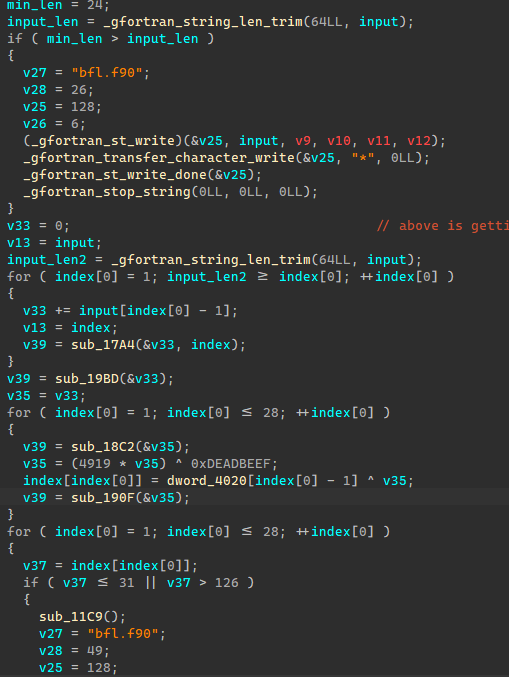 min_len = 24;
input_len = _gfortran_string_len_trim(64LL, input);
if ( min_len > input_len )
{
v27 = "bfl.f90";
v28 = 26;
v25 = 128;
v26 = 6;
(_gfortran_st_write)(&v25, input, v9, v10, v11, v12);
_gfortran_transfer_character_write(&v25, "*", 0LL);
_gfortran_st_write_done(&v25);
_gfortran_stop_string(0LL, 0LL, 0LL);
}
v33 = 0; // above is getti
v13 = input;
input_len2 = _gfortran_string_len_trim(64LL, input);
for ( index[0] = 1; input_len2 ≥ index[0]; ++index[0] )
{
v33 += input[index[0] - 1];
v13 = index;
v39 = sub_17A4(&v33, index);
}
v39 = sub_19BD(&v33);
v35 = v33;
for ( index[0] = 1; index[0] ≤ 28; ++index[0] )
{
v39 = sub_18C2(&v35);
v35 = (4919 * v35) ^ 0xDEADBEEF;
index[index[0]] = dword_4020[index[0] - 1] ^ v35;
v39 = sub_190F(&v35);
}
for ( index[0] = 1; index[0] ≤ 28; ++index[0] )
{
v37 = index[index[0]];
if ( v37 ≤ 31 || v37 > 126 )
{
sub_11C9();
v27 = "bfl.f90";
v28 = 49;
v25 = 128;